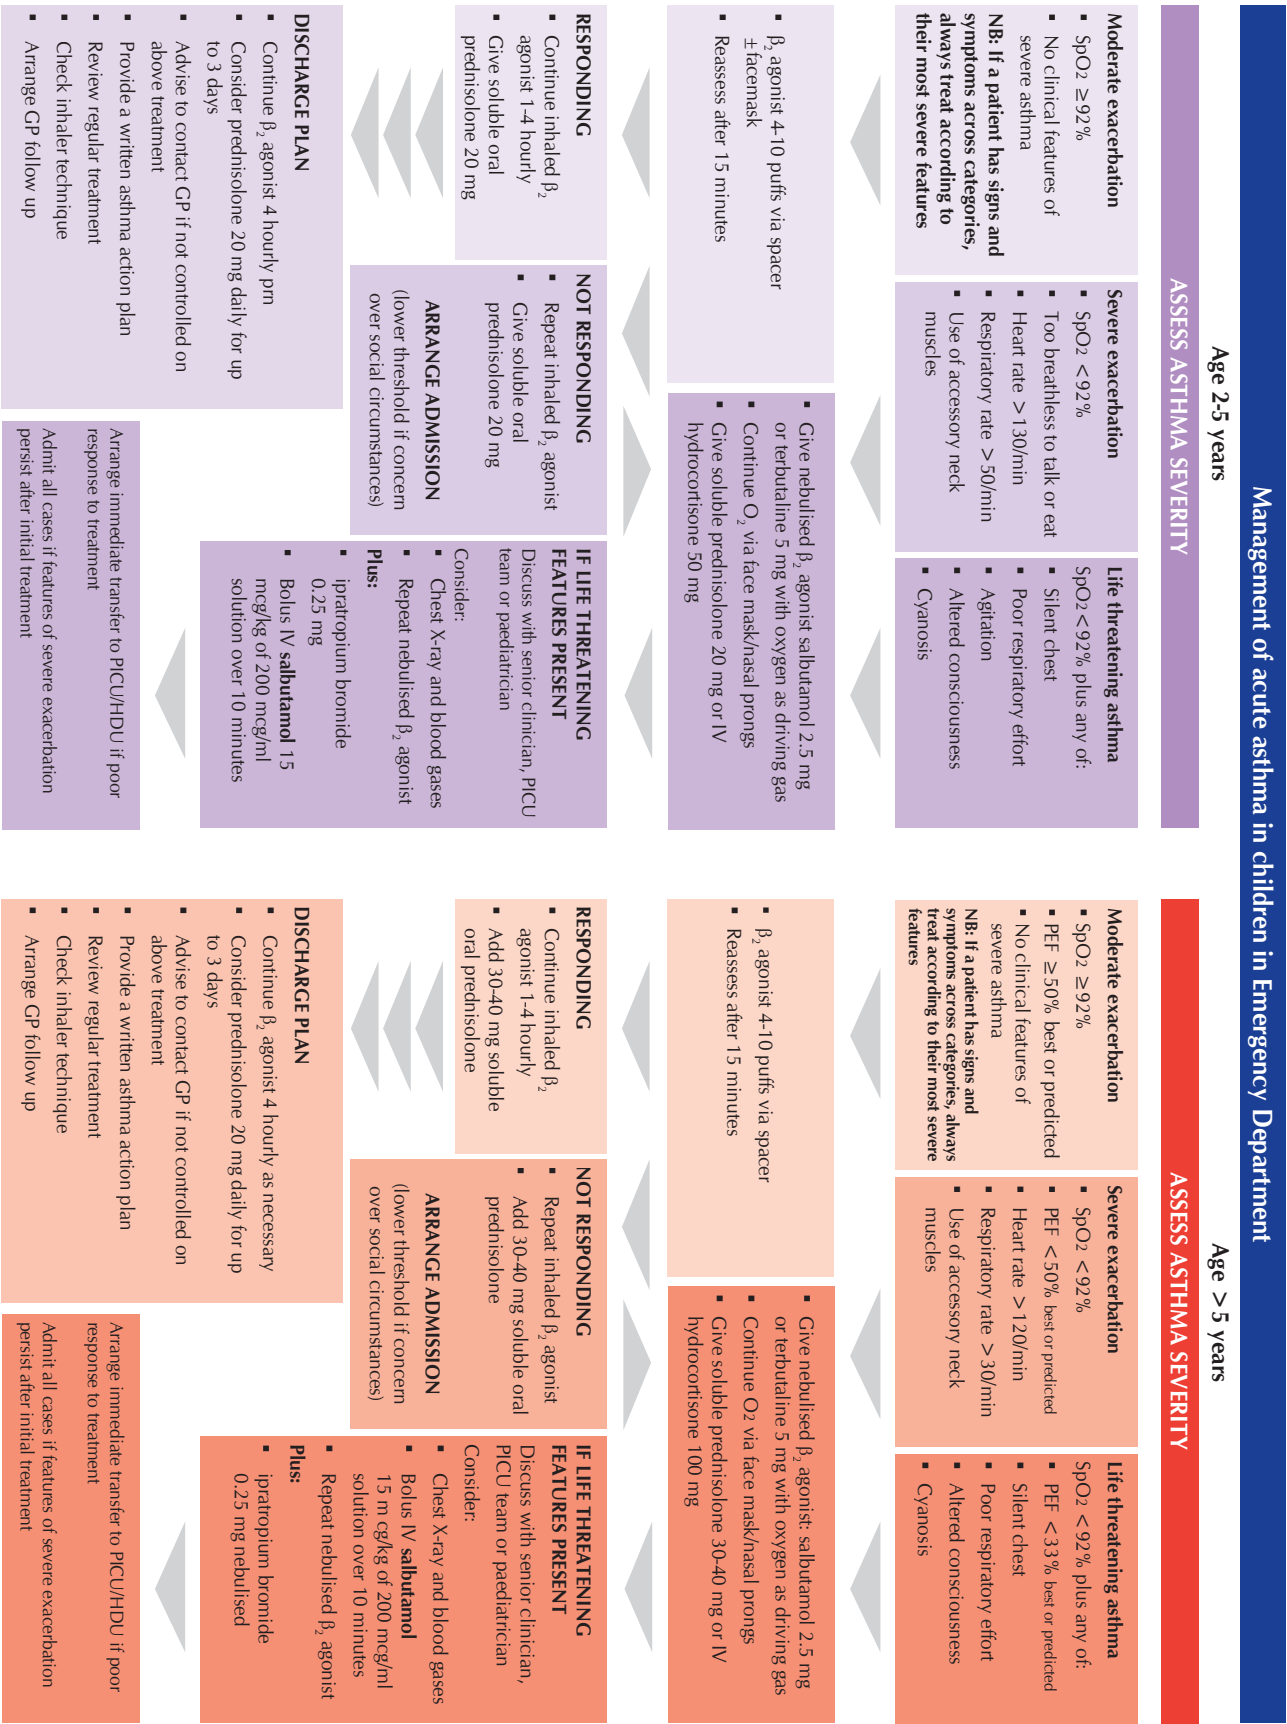 Management of acute asthma in children in Emergency Department
Age 2-5 years
ASSESS ASTHMA SEVERITY
Moderate exacerbation
▪ SpO2 ≥92%
▪ No clinical features of
severe asthma
NB: If a patient has signs and
symptoms across categories,
always treat according to
their most severe features
Severe exacerbation
▪ SpO2 <92%
▪ Too breathless to talk or eat
▪ Heart rate >130/min
▪ Respiratory rate >50/min
▪ Use of accessory neck
muscles
Life threatening asthma
SpO2 <92% plus any of:
▪ Silent chest
▪ Poor respiratory effort
▪ Agitation
▪ Altered consciousness
▪ Cyanosis
▪ β₂ agonist 4-10 puffs via spacer
± facemask
▪ Reassess after 15 minutes
▪ Give nebulised β₂ agonist salbutamol 2.5 mg
or terbutaline 5 mg with oxygen as driving gas
▪ Continue O₂ via face mask/nasal prongs
▪ Give soluble prednisolone 20 mg or IV
hydrocortisone 50 mg
RESPONDING
▪ Continue inhaled β₂
agonist 1-4 hourly
▪ Give soluble oral
prednisolone 20 mg
NOT RESPONDING
▪ Repeat inhaled β₂ agonist
▪ Give soluble oral
prednisolone 20 mg
ARRANGE ADMISSION
(lower threshold if concern
over social circumstances)
IF LIFE THREATENING
FEATURES PRESENT
Discuss with senior clinician, PICU
team or paediatrician
Consider:
▪ Chest X-ray and blood gases
▪ Repeat nebulised β₂ agonist
Plus:
▪ ipratropium bromide
0.25 mg
▪ Bolus IV salbutamol 15
mcg/kg of 200 mcg/ml
solution over 10 minutes
DISCHARGE PLAN
▪ Continue β₂ agonist 4 hourly prn
▪ Consider prednisolone 20 mg daily for up
to 3 days
▪ Advise to contact GP if not controlled on
above treatment
▪ Provide a written asthma action plan
▪ Review regular treatment
▪ Check inhaler technique
▪ Arrange GP follow up
Arrange immediate transfer to PICU/HDU if poor
response to treatment
Admit all cases if features of severe exacerbation
persist after initial treatment
Age >5 years
ASSESS ASTHMA SEVERITY
Moderate exacerbation
▪ SpO2 ≥92%
▪ PEF ≥50% best or predicted
▪ No clinical features of
severe asthma
NB: If a patient has signs and
symptoms across categories, always
treat according to their most severe
features
Severe exacerbation
▪ SpO2 <92%
▪ PEF <50% best or predicted
▪ Heart rate >120/min
▪ Respiratory rate >30/min
▪ Use of accessory neck
muscles
Life threatening asthma
SpO2 <92% plus any of:
▪ PEF <33% best or predicted
▪ Silent chest
▪ Poor respiratory effort
▪ Altered consciousness
▪ Cyanosis
▪ β₂ agonist 4-10 puffs via spacer
▪ Reassess after 15 minutes
▪ Give nebulised β₂ agonist: salbutamol 2.5 mg
or terbutaline 5 mg with oxygen as driving gas
▪ Continue O2 via face mask/nasal prongs
▪ Give soluble prednisolone 30-40 mg or IV
hydrocortisone 100 mg
RESPONDING
▪ Continue inhaled β₂
agonist 1-4 hourly
▪ Add 30-40 mg soluble
oral prednisolone
NOT RESPONDING
▪ Repeat inhaled β₂ agonist
▪ Add 30-40 mg soluble oral
prednisolone
ARRANGE ADMISSION
(lower threshold if concern
over social circumstances)
IF LIFE THREATENING
FEATURES PRESENT
Discuss with senior clinician,
PICU team or paediatrician
Consider:
▪ Chest X-ray and blood gases
▪ Bolus IV salbutamol
15 m cg/kg of 200 mcg/ml
solution over 10 minutes
▪ Repeat nebulised β₂ agonist
Plus:
▪ ipratropium bromide
0.25 mg nebulised
DISCHARGE PLAN
▪ Continue β₂ agonist 4 hourly as necessary
▪ Consider prednisolone 20 mg daily for up
to 3 days
▪ Advise to contact GP if not controlled on
above treatment
▪ Provide a written asthma action plan
▪ Review regular treatment
▪ Check inhaler technique
▪ Arrange GP follow up
Arrange immediate transfer to PICU/HDU if poor
response to treatment
Admit all cases if features of severe exacerbation
persist after initial treatment